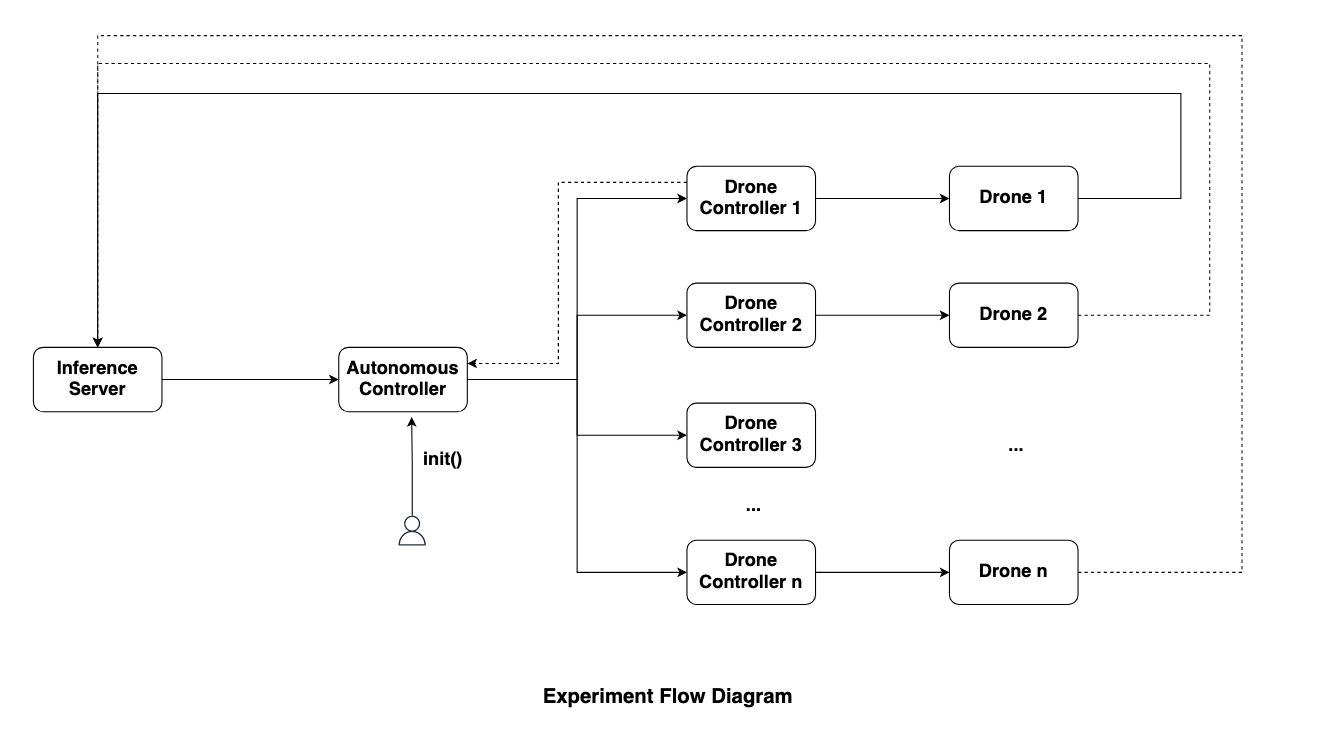 Drone
Controller 1
Drone 1
Drone
Controller 2
Drone 2
Inference
Server
Autonomous
Controller
Drone
Controller 3
...
init()
...
Drone
Controller n
Drone n
Experiment Flow Diagram